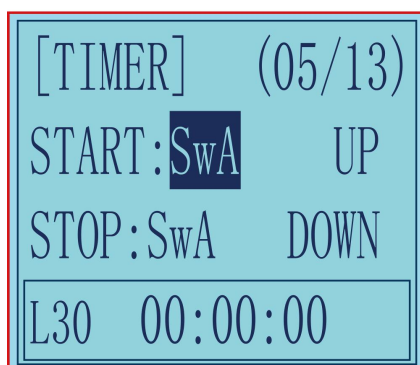 [TIMER] (05/13)
START:SwA UP
STOP:SwA DOWN
L30 00:00:00